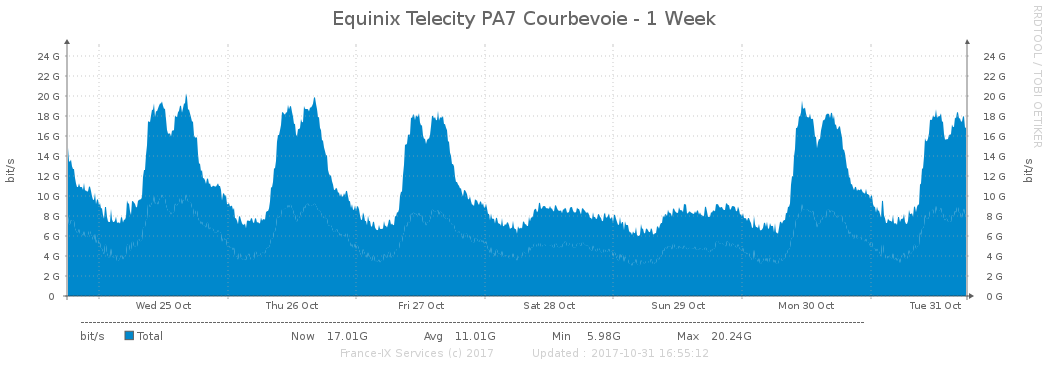 Equinix Telecity PA7 Courbevoie - 1 Week
RRDTOOL / TOBI OETIKER
24 G 24 G
22 G 22 G
20 G 20 G
18 G 18 G
16 G 16 G
14 G 14 G
12 G 12 G
10 G 10 G
8 G 8 G
6 G 6 G
4 G 4 G
2 G 2 G
0 0 G
bit/s
bit/s
Wed 25 Oct Thu 26 Oct Fri 27 Oct Sat 28 Oct Sun 29 Oct Mon 30 Oct Tue 31 Oct
bit/s Total Now 17.01G Avg 11.01G Min 5.98G Max 20.24G
France-IX Services (c) 2017 Updated : 2017-10-31 16:55:12